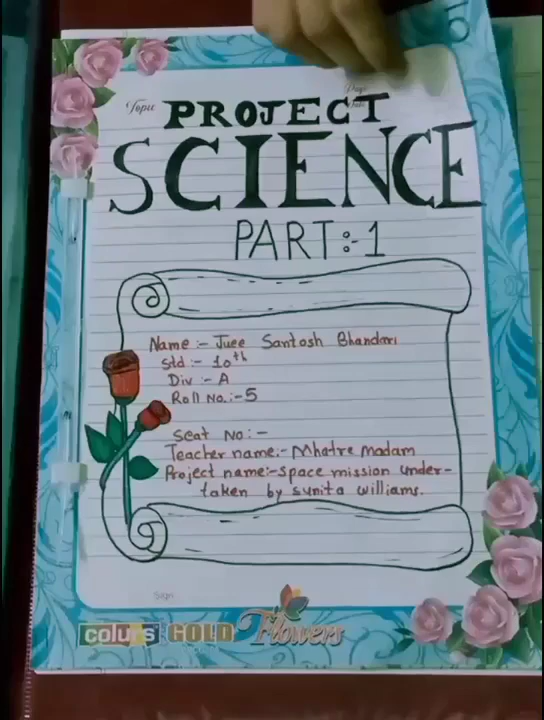 Topic
PROJECT
SCIENCE
PART:-1
Name :- Juee Santosh Bhandari
Std :- 10th
Div :- A
Roll No.:-5
Seat No:-
Teacher name:- Mhatre Madam
Project name:-space mission under-
taken by sunita williams.
Sign
colours GOLD Flowers